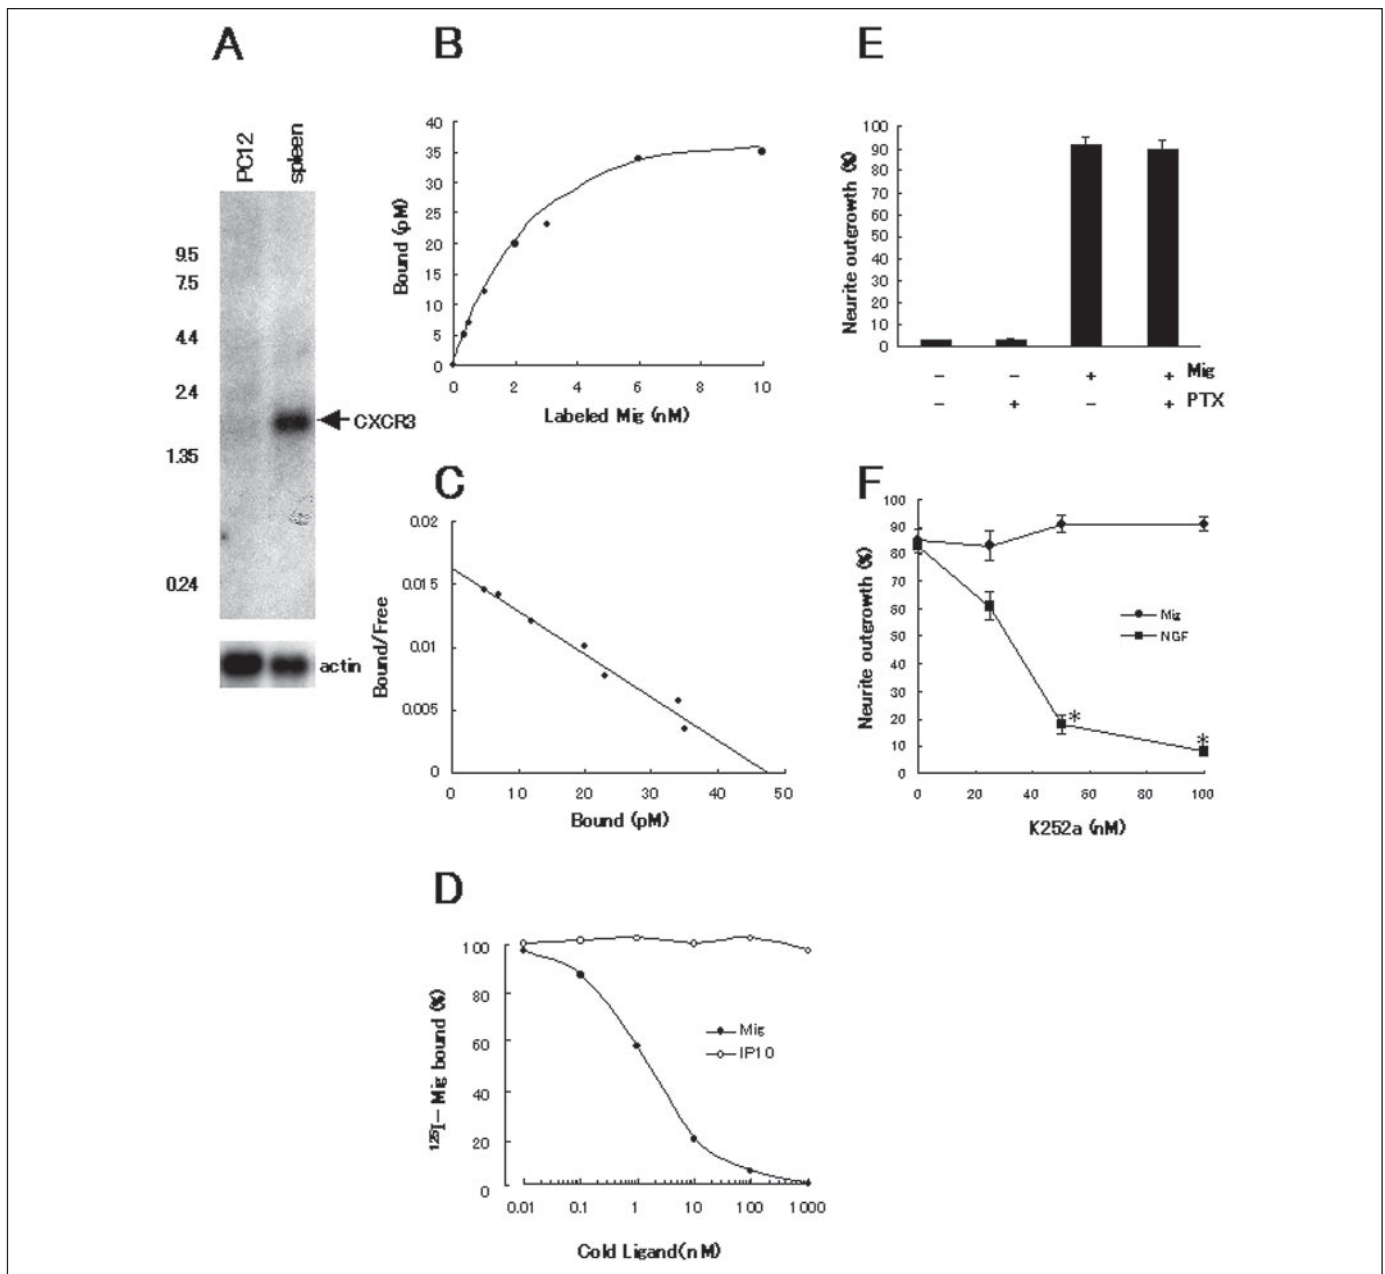 A
PC12
spleen
9.5
7.5
4.4
2.4
1.35
0.24
CXCR3
actin
B
Bound (pM)
40
35
30
25
20
15
10
5
0
0 2 4 6 8 10
Labeled Mig (nM)
C
Bound/Free
0.02
0.015
0.01
0.005
0
0 10 20 30 40 50
Bound (pM)
D
125I- Mig bound (%)
100
80
60
40
20
0
Mig
IP10
0.01 0.1 1 10 100 1000
Cold Ligand(nM)
E
Neurite outgrowth (%)
100
90
80
70
60
50
40
30
20
10
0
− − + + Mig
− + − + PTX
F
Neurite outgrowth (%)
100
90
80
70
60
50
40
30
20
10
0
Mig
NGF
*
*
0 20 40 60 80 100
K252a (nM)